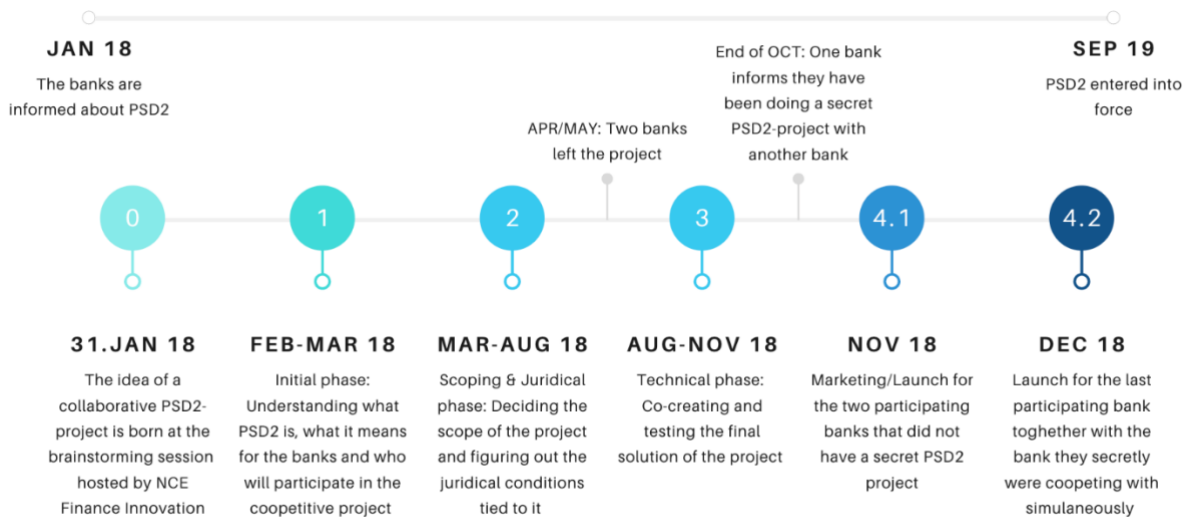 JAN 18
The banks are
informed about PSD2
SEP 19
PSD2 entered into
force
APR/MAY: Two banks
left the project
End of OCT: One bank
informs they have
been doing a secret
PSD2-project with
another bank
0
1
2
3
4.1
4.2
31.JAN 18
The idea of a
collaborative PSD2-
project is born at the
brainstorming session
hosted by NCE
Finance Innovation
FEB-MAR 18
Initial phase:
Understanding what
PSD2 is, what it means
for the banks and who
will participate in the
coopetitive project
MAR-AUG 18
Scoping & Juridical
phase: Deciding the
scope of the project
and figuring out the
juridical conditions
tied to it
AUG-NOV 18
Technical phase:
Co-creating and
testing the final
solution of the project
NOV 18
Marketing/Launch for
the two participating
banks that did not
have a secret PSD2
project
DEC 18
Launch for the last
participating bank
toghether with the
bank they secretly
were coopeting with
simultaneously